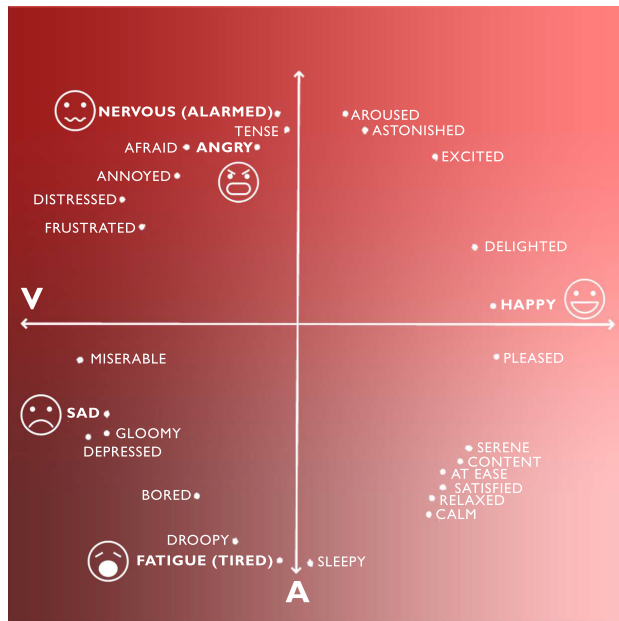 NERVOUS (ALARMED)
AROUSED
TENSE
ASTONISHED
AFRAID
ANGRY
EXCITED
ANNOYED
DISTRESSED
FRUSTRATED
DELIGHTED
V
HAPPY
MISERABLE
PLEASED
SAD
GLOOMY
DEPRESSED
SERENE
CONTENT
AT EASE
SATISFIED
BORED
RELAXED
CALM
DROOPY
FATIGUE (TIRED)
SLEEPY
A